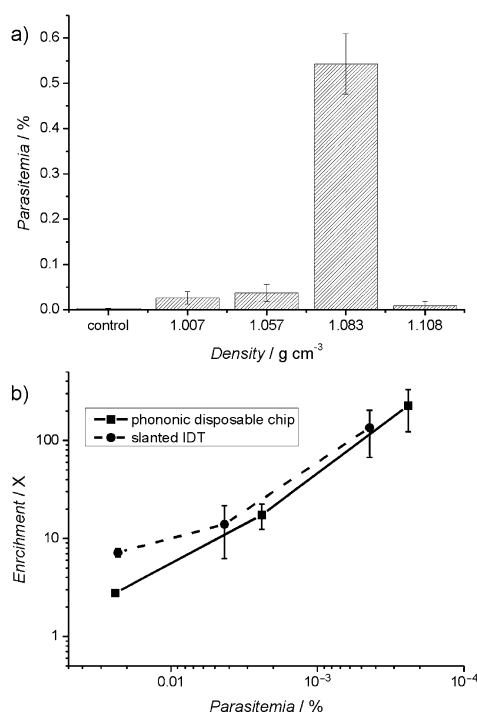 a)
Parasitemia / %
0.6
0.5
0.4
0.3
0.2
0.1
0.0
control 1.007 1.057 1.083 1.108
Density / g cm⁻³
b)
phononic disposable chip
slanted IDT
Enrcihment / X
100
10
1
0.01 10⁻³ 10⁻⁴
Parasitemia / %